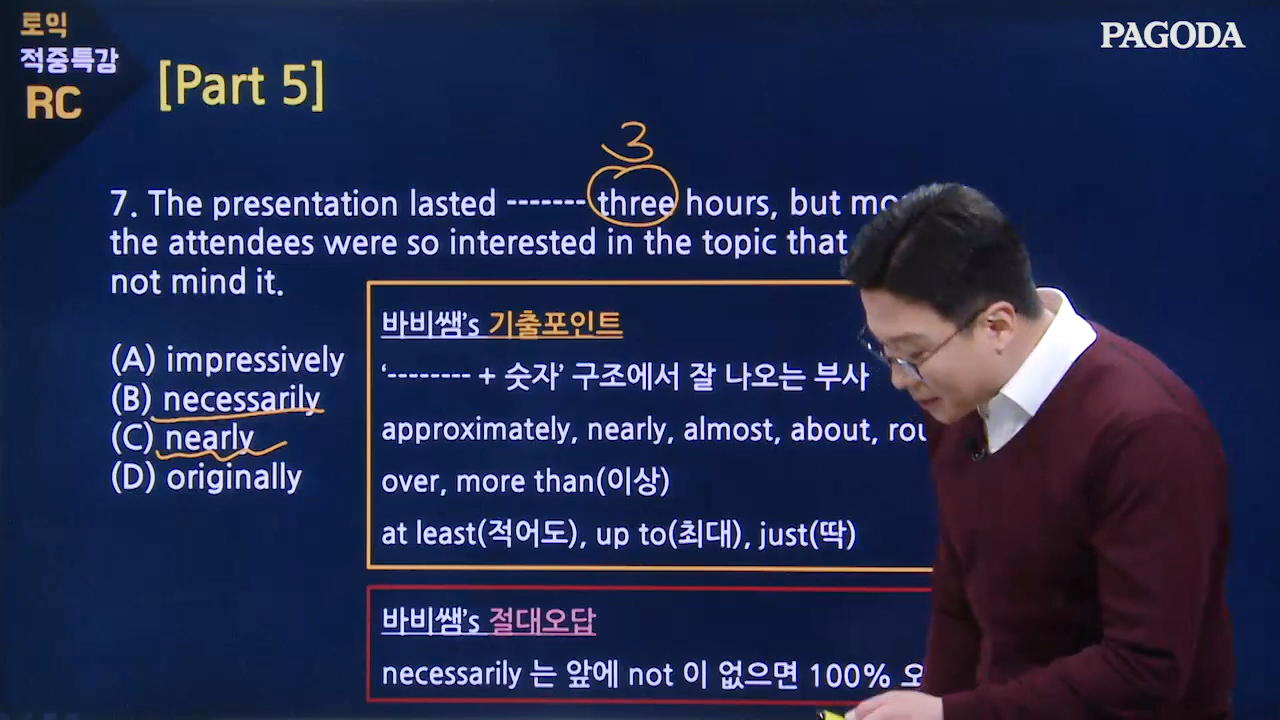 토익
적중특강
RC
PAGODA
[Part 5]
3
7. The presentation lasted ------- three hours, but
the attendees were so interested in the topic that
not mind it.
(A) impressively
(B) necessarily
(C) nearly
(D) originally
바비쌤’s 기출포인트
‘-------- + 숫자’ 구조에서 잘 나오는 부사
approximately, nearly, almost, about,
over, more than(이상)
at least(적어도), up to(최대), just(딱)
바비쌤’s 절대오답
necessarily 는 앞에 not 이 없으면 100%